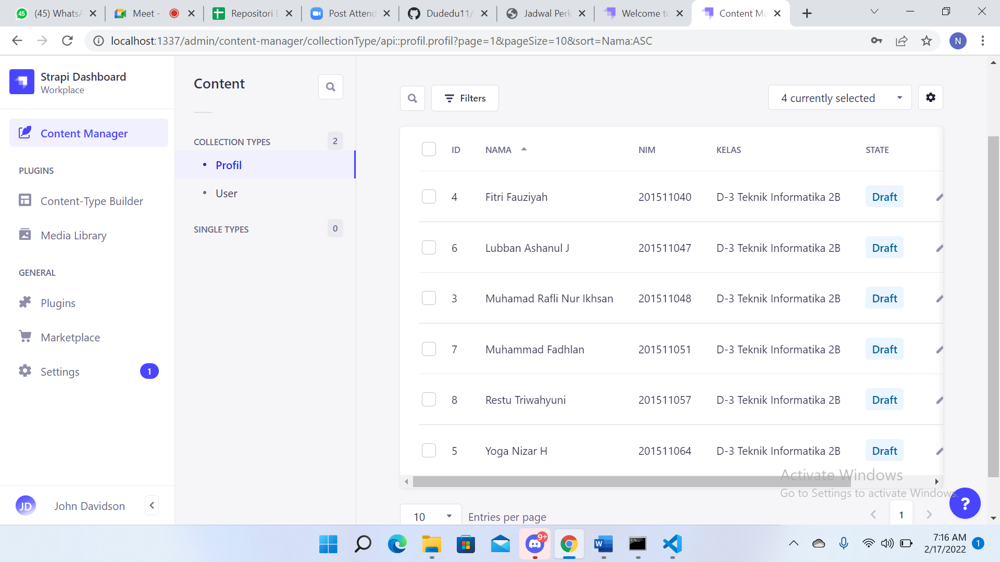 (45) WhatsA
Meet -
Repositori D
Post Attend
Dudedu11/
Jadwal Perk
Welcome to
Content Ma
localhost:1337/admin/content-manager/collectionType/api::profil.profil?page=1&pageSize=10&sort=Nama:ASC
N
Strapi Dashboard
Workplace
Content Manager
PLUGINS
Content-Type Builder
Media Library
GENERAL
Plugins
Marketplace
Settings
1
JD
John Davidson
Content
COLLECTION TYPES
2
Profil
User
SINGLE TYPES
0
Filters
4 currently selected
ID NAMA NIM KELAS STATE
4 Fitri Fauziyah 201511040 D-3 Teknik Informatika 2B Draft
6 Lubban Ashanul J 201511047 D-3 Teknik Informatika 2B Draft
3 Muhamad Rafli Nur Ikhsan 201511048 D-3 Teknik Informatika 2B Draft
7 Muhammad Fadhlan 201511051 D-3 Teknik Informatika 2B Draft
8 Restu Triwahyuni 201511057 D-3 Teknik Informatika 2B Draft
5 Yoga Nizar H 201511064 D-3 Teknik Informatika 2B Draft
Activate Windows
Go to Settings to activate Windows.
10 Entries per page
1
?
9+
7:16 AM
2/17/2022
1